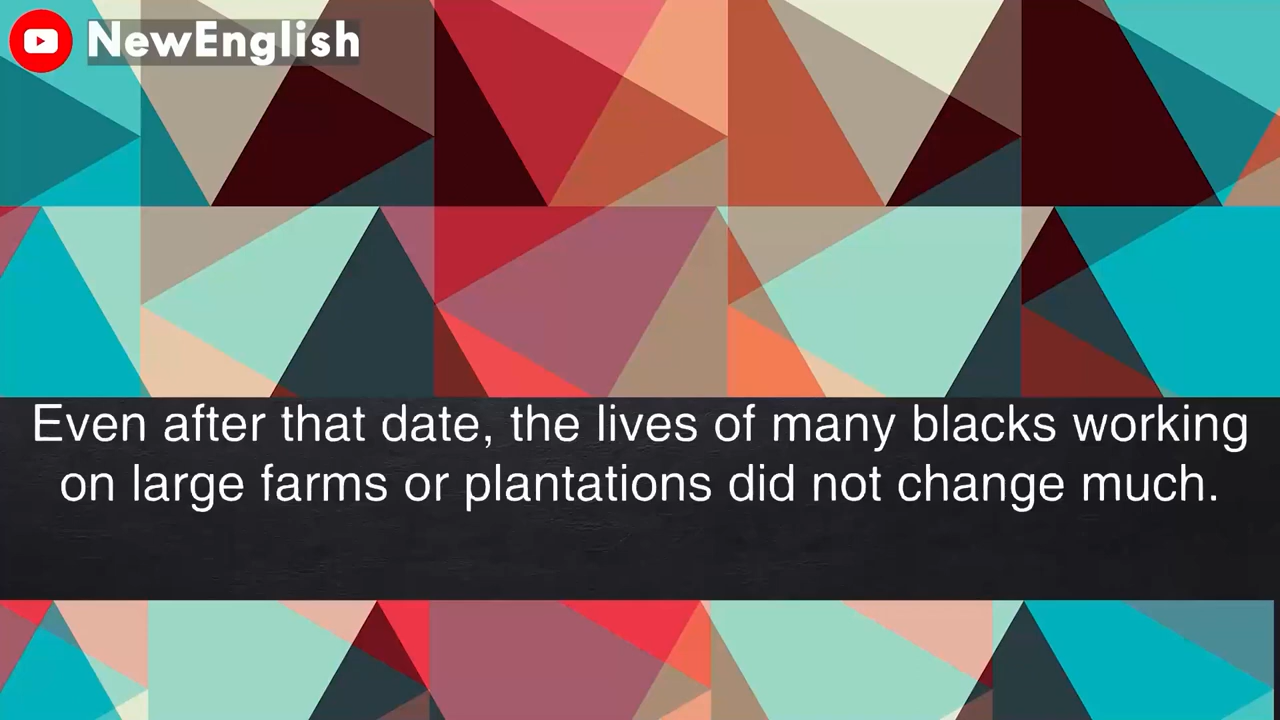 NewEnglish
Even after that date, the lives of many blacks working
on large farms or plantations did not change much.